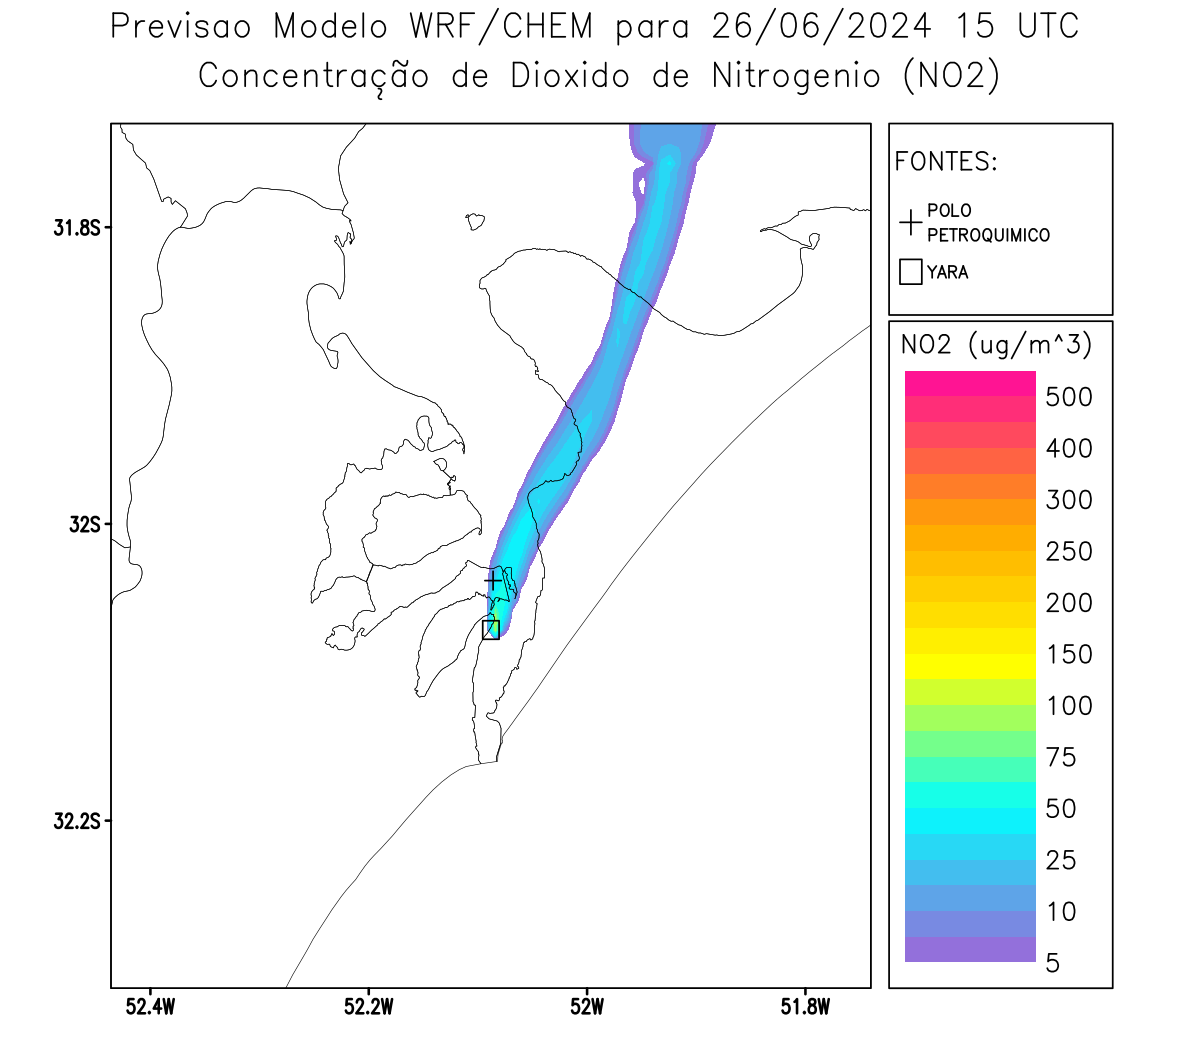 Previsao Modelo WRF/CHEM para 26/06/2024 15 UTC
Concentração de Dioxido de Nitrogenio (NO2)
FONTES:
POLO
PETROQUIMICO
YARA
31.8S
32S
32.2S
52.4W
52.2W
52W
51.8W
NO2 (ug/m^3)
500
400
300
250
200
150
100
75
50
25
10
5